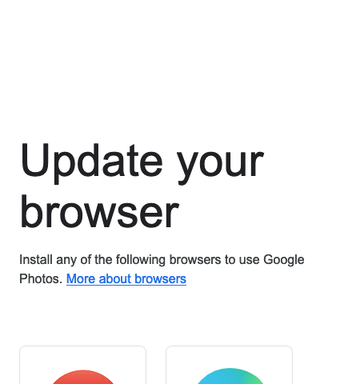 Update your
browser
Install any of the following browsers to use Google
Photos. More about browsers